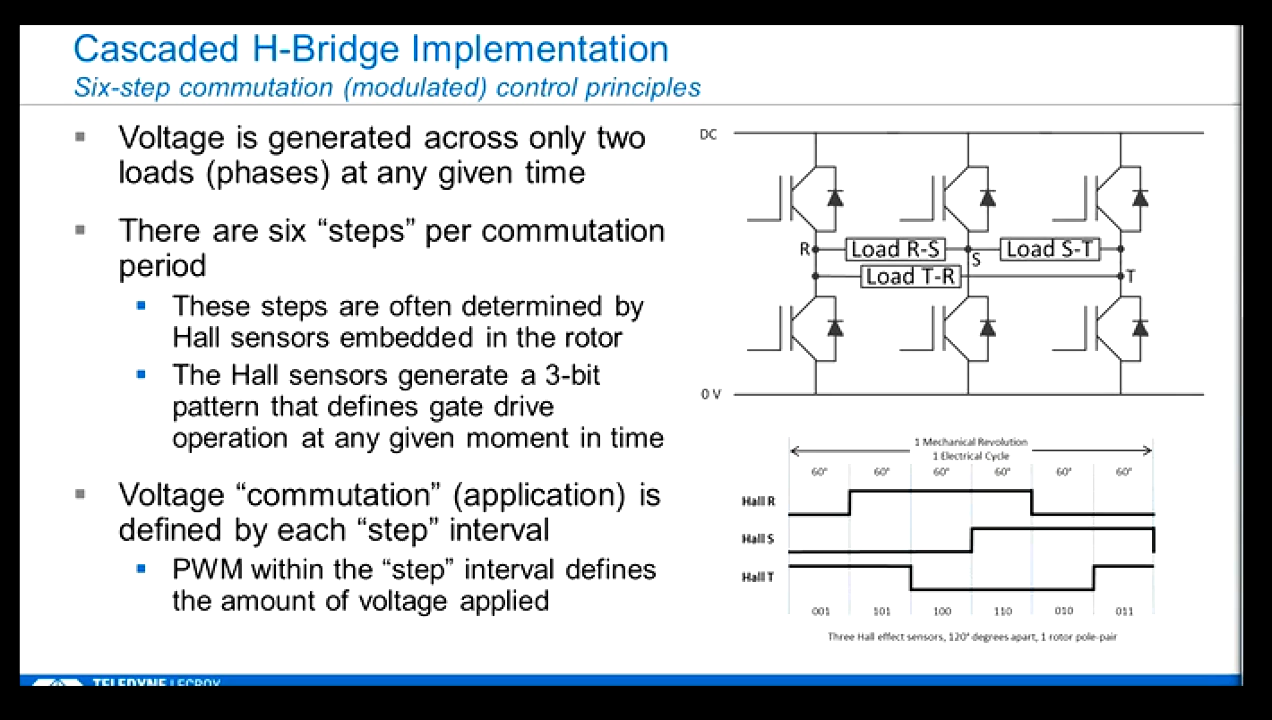 Cascaded H-Bridge Implementation
Six-step commutation (modulated) control principles
Voltage is generated across only two
loads (phases) at any given time
There are six “steps” per commutation
period
These steps are often determined by
Hall sensors embedded in the rotor
The Hall sensors generate a 3-bit
pattern that defines gate drive
operation at any given moment in time
Voltage “commutation” (application) is
defined by each “step” interval
PWM within the “step” interval defines
the amount of voltage applied
DC
R Load R-S S Load S-T
Load T-R T
0 V
1 Mechanical Revolution
1 Electrical Cycle
60° 60° 60° 60° 60° 60°
Hall R
Hall S
Hall T
001 101 100 110 010 011
Three Hall effect sensors, 120° degrees apart, 1 rotor pole-pair
TELEDYNE LECROY